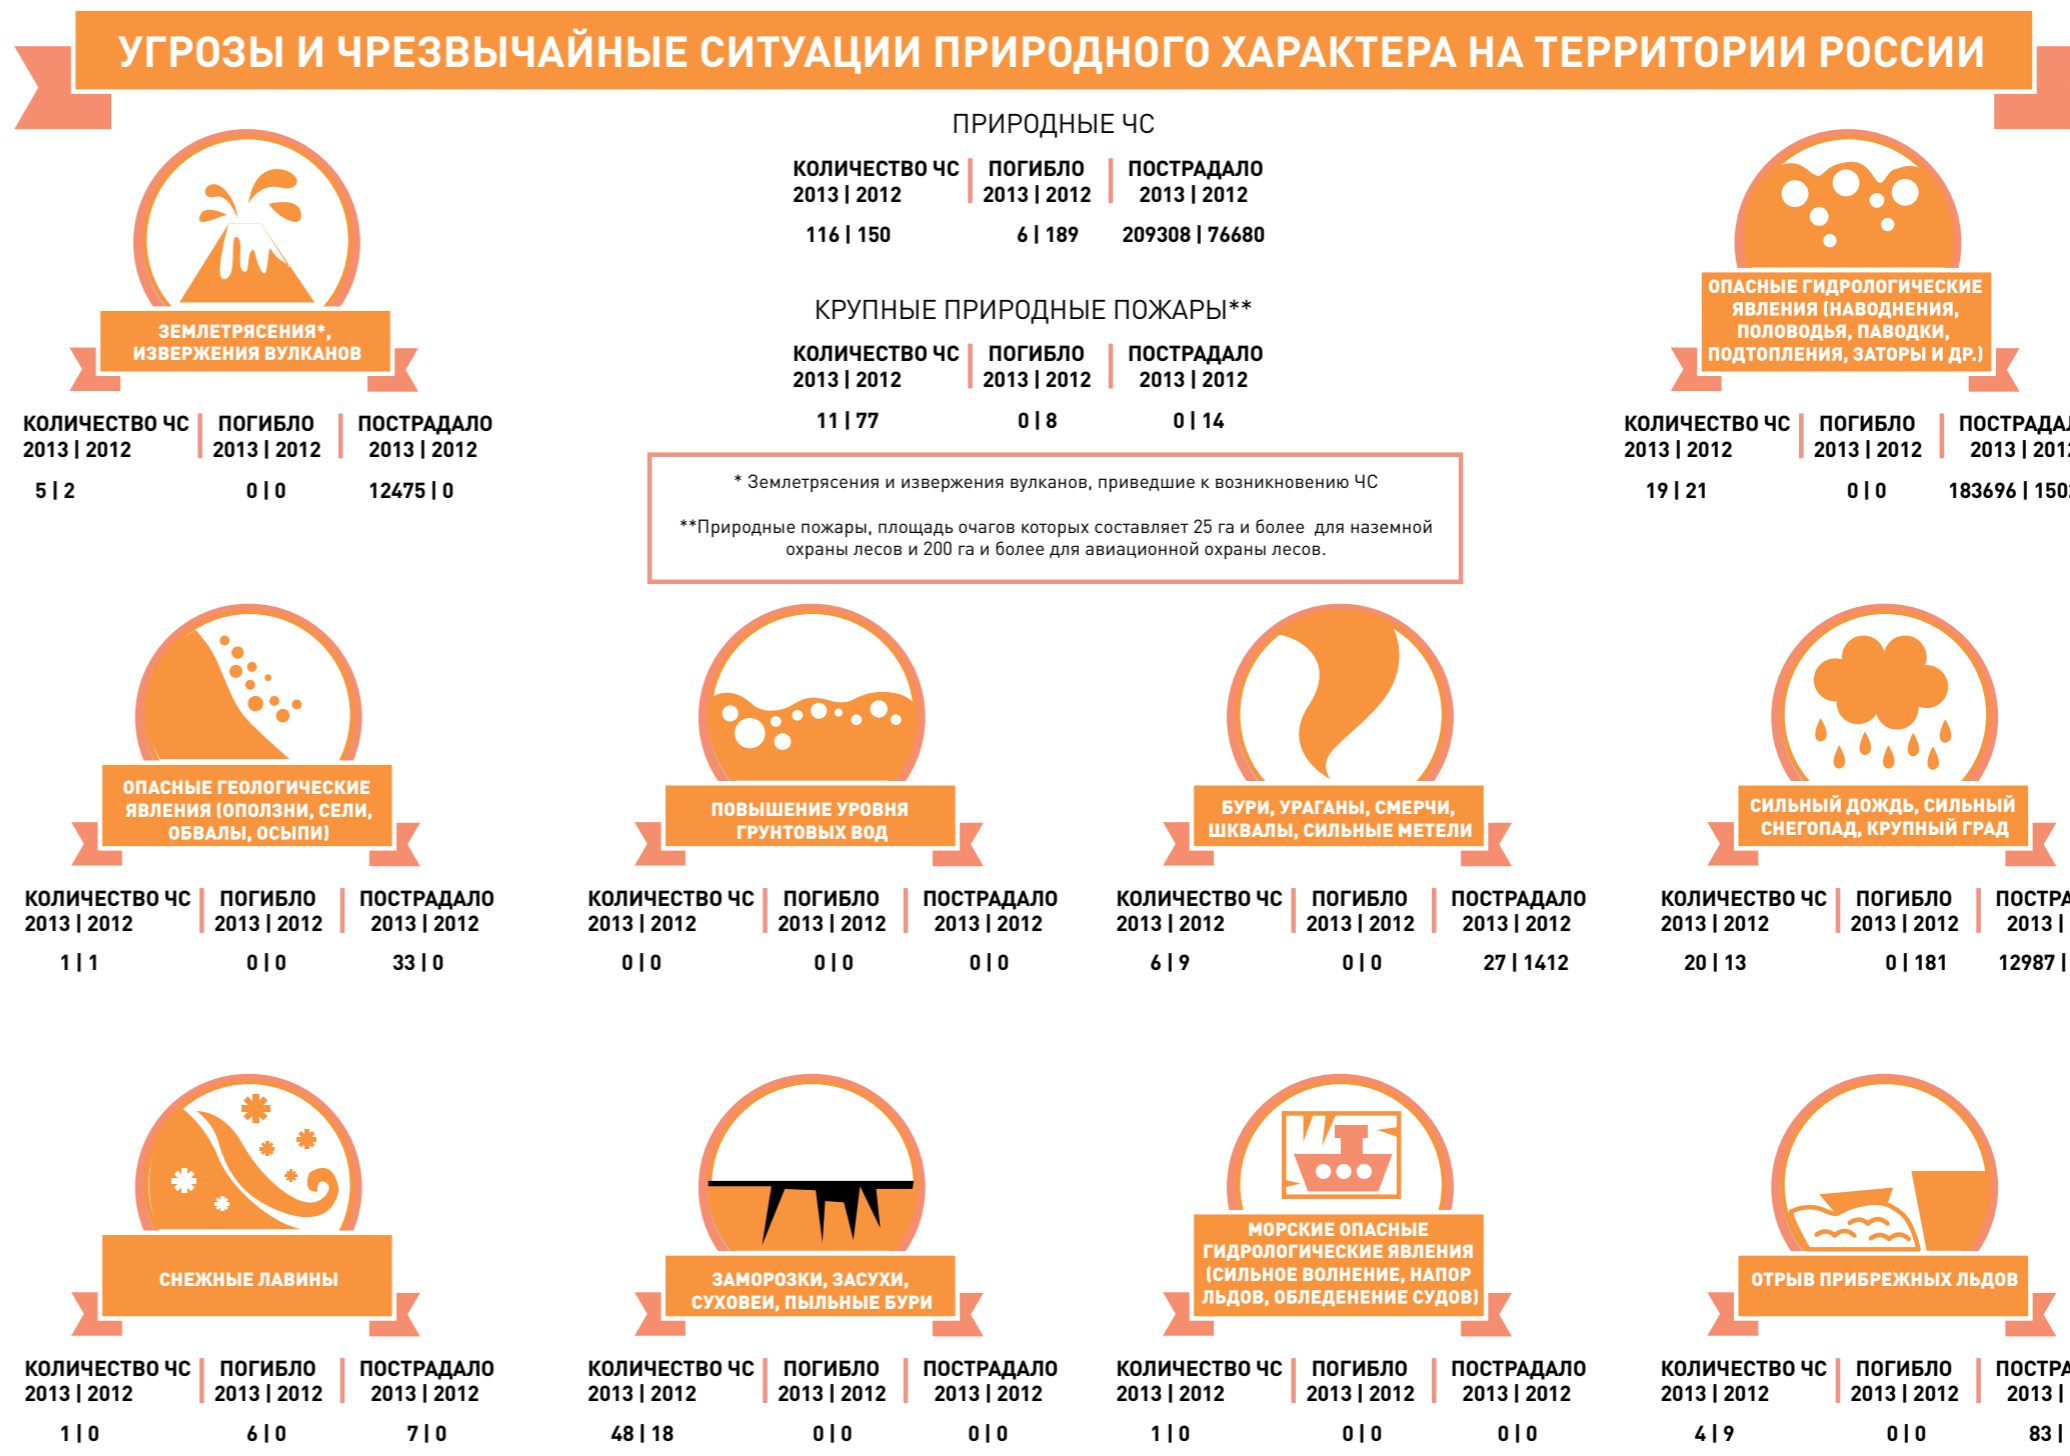 УГРОЗЫ И ЧРЕЗВЫЧАЙНЫЕ СИТУАЦИИ ПРИРОДНОГО ХАРАКТЕРА НА ТЕРРИТОРИИ РОССИИ
ПРИРОДНЫЕ ЧС
КОЛИЧЕСТВО ЧС ПОГИБЛО ПОСТРАДАЛО
2013 | 2012 2013 | 2012 2013 | 2012
116 | 150 6 | 189 209308 | 76680
КРУПНЫЕ ПРИРОДНЫЕ ПОЖАРЫ**
КОЛИЧЕСТВО ЧС ПОГИБЛО ПОСТРАДАЛО
2013 | 2012 2013 | 2012 2013 | 2012
11 | 77 0 | 8 0 | 14
* Землетрясения и извержения вулканов, приведшие к возникновению ЧС
**Природные пожары, площадь очагов которых составляет 25 га и более для наземной
охраны лесов и 200 га и более для авиационной охраны лесов.
ЗЕМЛЕТРЯСЕНИЯ*,
ИЗВЕРЖЕНИЯ ВУЛКАНОВ
КОЛИЧЕСТВО ЧС ПОГИБЛО ПОСТРАДАЛО
2013 | 2012 2013 | 2012 2013 | 2012
5 | 2 0 | 0 12475 | 0
ОПАСНЫЕ ГИДРОЛОГИЧЕСКИЕ
ЯВЛЕНИЯ (НАВОДНЕНИЯ,
ПОЛОВОДЬЯ, ПАВОДКИ,
ПОДТОПЛЕНИЯ, ЗАТОРЫ И ДР.)
КОЛИЧЕСТВО ЧС ПОГИБЛО
2013 | 2012 2013 | 2012 2013 | 2012
19 | 21 0 | 0 183696 |
ОПАСНЫЕ ГЕОЛОГИЧЕСКИЕ
ЯВЛЕНИЯ (ОПОЛЗНИ, СЕЛИ,
ОБВАЛЫ, ОСЫПИ)
КОЛИЧЕСТВО ЧС ПОГИБЛО ПОСТРАДАЛО
2013 | 2012 2013 | 2012 2013 | 2012
1 | 1 0 | 0 33 | 0
ПОВЫШЕНИЕ УРОВНЯ
ГРУНТОВЫХ ВОД
КОЛИЧЕСТВО ЧС ПОГИБЛО ПОСТРАДАЛО
2013 | 2012 2013 | 2012 2013 | 2012
0 | 0 0 | 0 0 | 0
БУРИ, УРАГАНЫ, СМЕРЧИ,
ШКВАЛЫ, СИЛЬНЫЕ МЕТЕЛИ
КОЛИЧЕСТВО ЧС ПОГИБЛО ПОСТРАДАЛО
2013 | 2012 2013 | 2012 2013 | 2012
6 | 9 0 | 0 27 | 1412
СИЛЬНЫЙ ДОЖДЬ, СИЛЬНЫЙ
СНЕГОПАД, КРУПНЫЙ ГРАД
КОЛИЧЕСТВО ЧС ПОГИБЛО
2013 | 2012 2013 | 2012 2013 |
20 | 13 0 | 181 12987 |
СНЕЖНЫЕ ЛАВИНЫ
КОЛИЧЕСТВО ЧС ПОГИБЛО ПОСТРАДАЛО
2013 | 2012 2013 | 2012 2013 | 2012
1 | 0 6 | 0 7 | 0
ЗАМОРОЗКИ, ЗАСУХИ,
СУХОВЕИ, ПЫЛЬНЫЕ БУРИ
КОЛИЧЕСТВО ЧС ПОГИБЛО ПОСТРАДАЛО
2013 | 2012 2013 | 2012 2013 | 2012
48 | 18 0 | 0 0 | 0
МОРСКИЕ ОПАСНЫЕ
ГИДРОЛОГИЧЕСКИЕ ЯВЛЕНИЯ
(СИЛЬНОЕ ВОЛНЕНИЕ, НАПОР
ЛЬДОВ, ОБЛЕДЕНЕНИЕ СУДОВ)
КОЛИЧЕСТВО ЧС ПОГИБЛО ПОСТРАДАЛО
2013 | 2012 2013 | 2012 2013 | 2012
1 | 0 0 | 0 0 | 0
ОТРЫВ ПРИБРЕЖНЫХ ЛЬДОВ
КОЛИЧЕСТВО ЧС ПОГИБЛО
2013 | 2012 2013 | 2012 2013 |
4 | 9 0 | 0 83 |